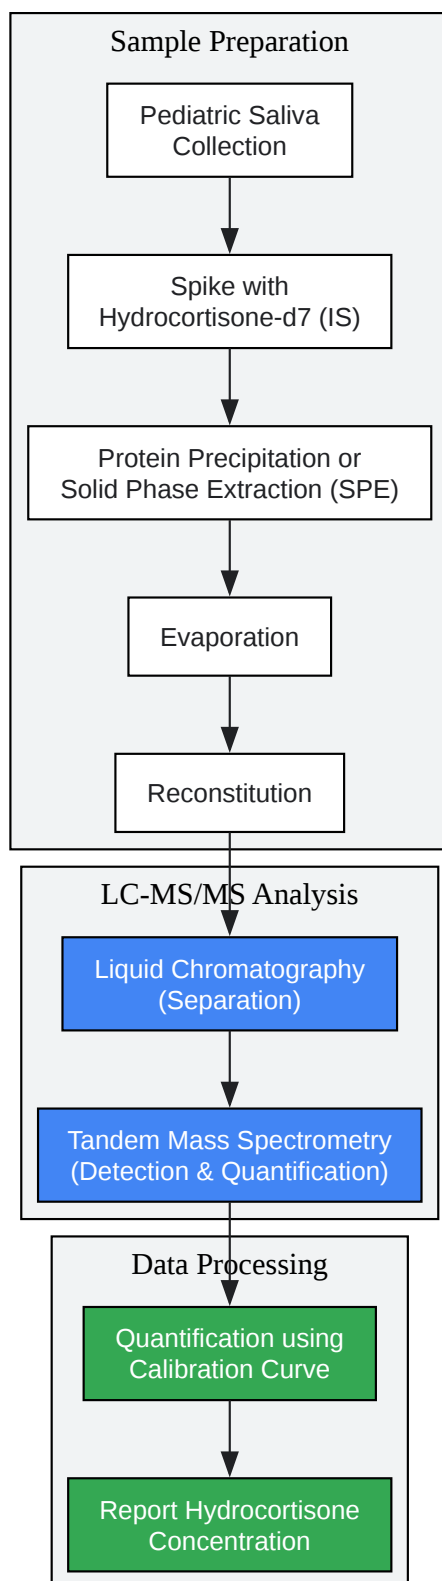 Sample Preparation
Pediatric Saliva
Collection
Spike with
Hydrocortisone-d7 (IS)
Protein Precipitation or
Solid Phase Extraction (SPE)
Evaporation
Reconstitution
LC-MS/MS Analysis
Liquid Chromatography
(Separation)
Tandem Mass Spectrometry
(Detection & Quantification)
Data Processing
Quantification using
Calibration Curve
Report Hydrocortisone
Concentration